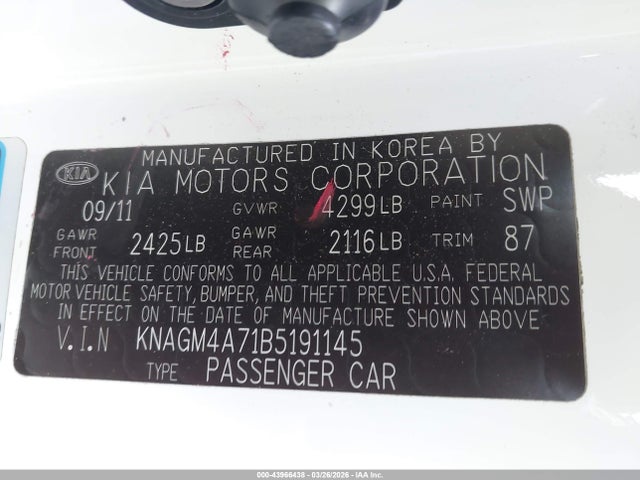 MANUFACTURED IN KOREA BY
KIA KIA MOTORS CORPORATION
09/11 GVWR 4299LB PAINT SWP
GAWR FRONT 2425LB GAWR REAR 2116LB TRIM 87
THIS VEHICLE CONFORMS TO ALL APPLICABLE U.S.A. FEDERAL
MOTOR VEHICLE SAFETY, BUMPER, AND THEFT PREVENTION STANDARDS
IN EFFECT ON THE DATE OF MANUFACTURE SHOWN ABOVE
V.I.N KNAGM4A71B5191145
TYPE PASSENGER CAR
000-43966438 | 03/26/2026 | IAAI.COM